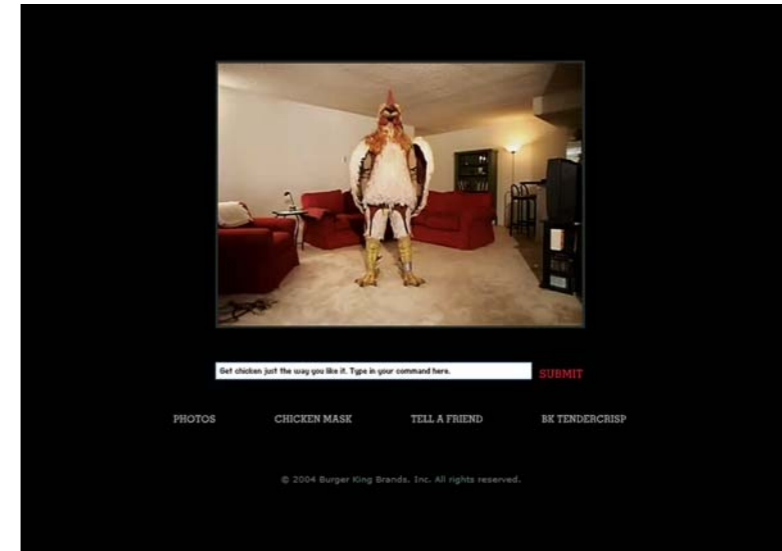 Get chicken just the way you like it. Type in your command here.
SUBMIT
PHOTOS
CHICKEN MASK
TELL A FRIEND
BK TENDERCRISP
© 2004 Burger King Brands. Inc. All rights reserved.